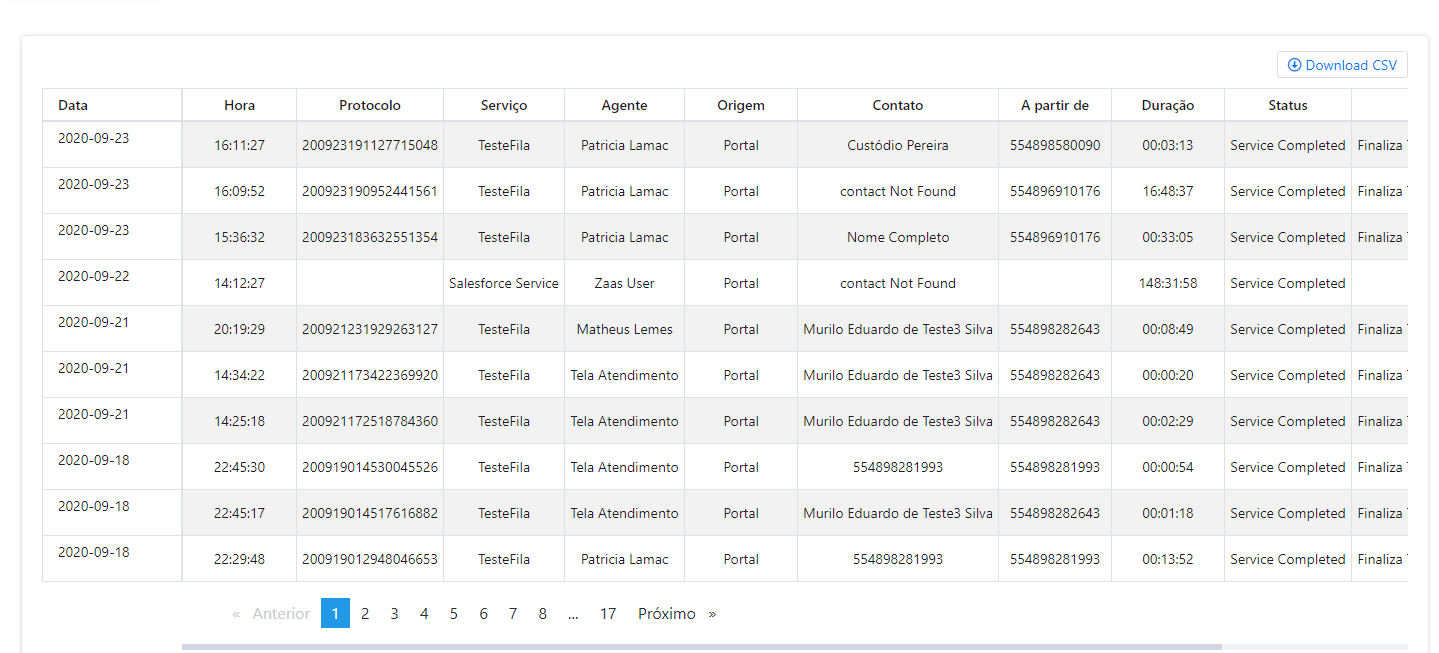 Download CSV
Data Hora Protocolo Serviço Agente Origem Contato A partir de Duração Status
2020-09-23 16:11:27 200923191127715048 TesteFila Patricia Lamac Portal Custódio Pereira 554898580090 00:03:13 Service Completed Finaliza
2020-09-23 16:09:52 200923190952441561 TesteFila Patricia Lamac Portal contact Not Found 554896910176 16:48:37 Service Completed Finaliza
2020-09-23 15:36:32 200923183632551354 TesteFila Patricia Lamac Portal Nome Completo 554896910176 00:33:05 Service Completed Finaliza
2020-09-22 14:12:27 Salesforce Service Zaas User Portal contact Not Found 148:31:58 Service Completed
2020-09-21 20:19:29 200921231929263127 TesteFila Matheus Lemes Portal Murilo Eduardo de Teste3 Silva 554898282643 00:08:49 Service Completed Finaliza
2020-09-21 14:34:22 200921173422369920 TesteFila Tela Atendimento Portal Murilo Eduardo de Teste3 Silva 554898282643 00:00:20 Service Completed Finaliza
2020-09-21 14:25:18 200921172518784360 TesteFila Tela Atendimento Portal Murilo Eduardo de Teste3 Silva 554898282643 00:02:29 Service Completed Finaliza
2020-09-18 22:45:30 200919014530045526 TesteFila Tela Atendimento Portal 554898281993 554898281993 00:00:54 Service Completed Finaliza
2020-09-18 22:45:17 200919014517616882 TesteFila Tela Atendimento Portal Murilo Eduardo de Teste3 Silva 554898282643 00:01:18 Service Completed Finaliza
2020-09-18 22:29:48 200919012948046653 TesteFila Patricia Lamac Portal 554898281993 554898281993 00:13:52 Service Completed Finaliza
« Anterior 1 2 3 4 5 6 7 8 ... 17 Próximo »